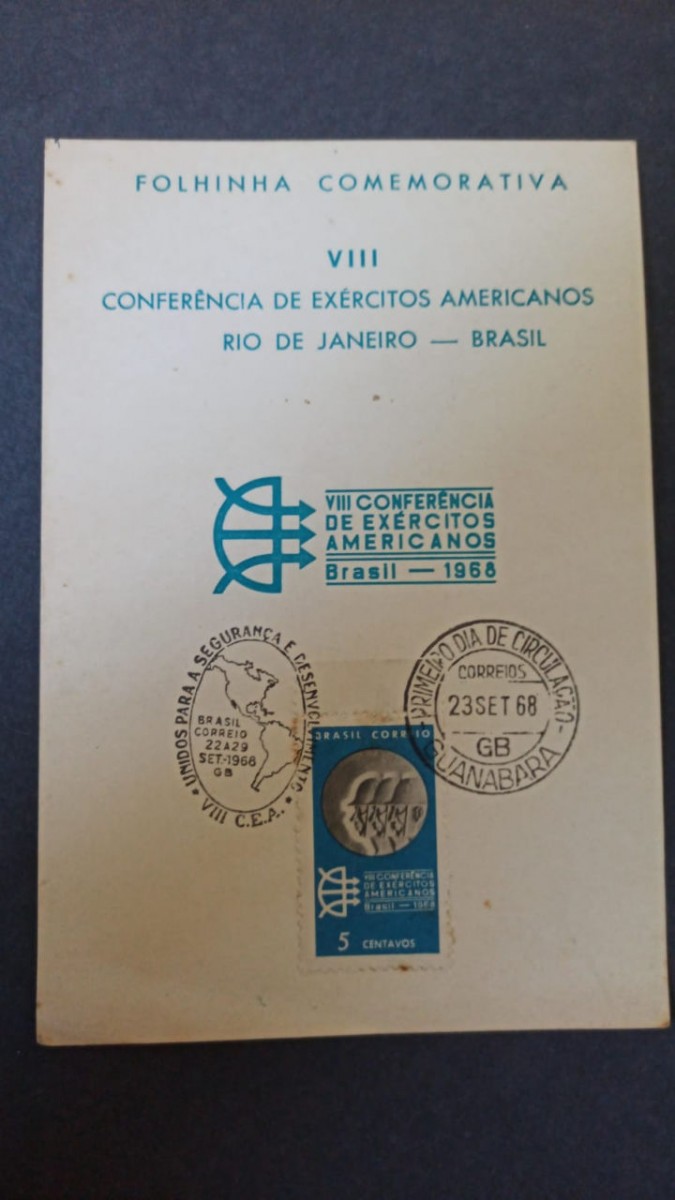 FOLHINHA COMEMORATIVA
VIII
CONFERÊNCIA DE EXÉRCITOS AMERICANOS
RIO DE JANEIRO — BRASIL
VIII CONFERÊNCIA
DE EXÉRCITOS
AMERICANOS
Brasil — 1968
UNIDOS PARA A SEGURANÇA E DESENVOLVIMENTO
BRASIL
CORREIO
22A29
SET.-1968
GB
VIII C.E.A.
PRIMEIRO DIA DE CIRCULAÇÃO
CORREIOS
23 SET 68
GB
GUANABARA
BRASIL CORREIO
VIII CONFERÊNCIA
DE EXÉRCITOS
AMERICANOS
Brasil — 1968
5 CENTAVOS